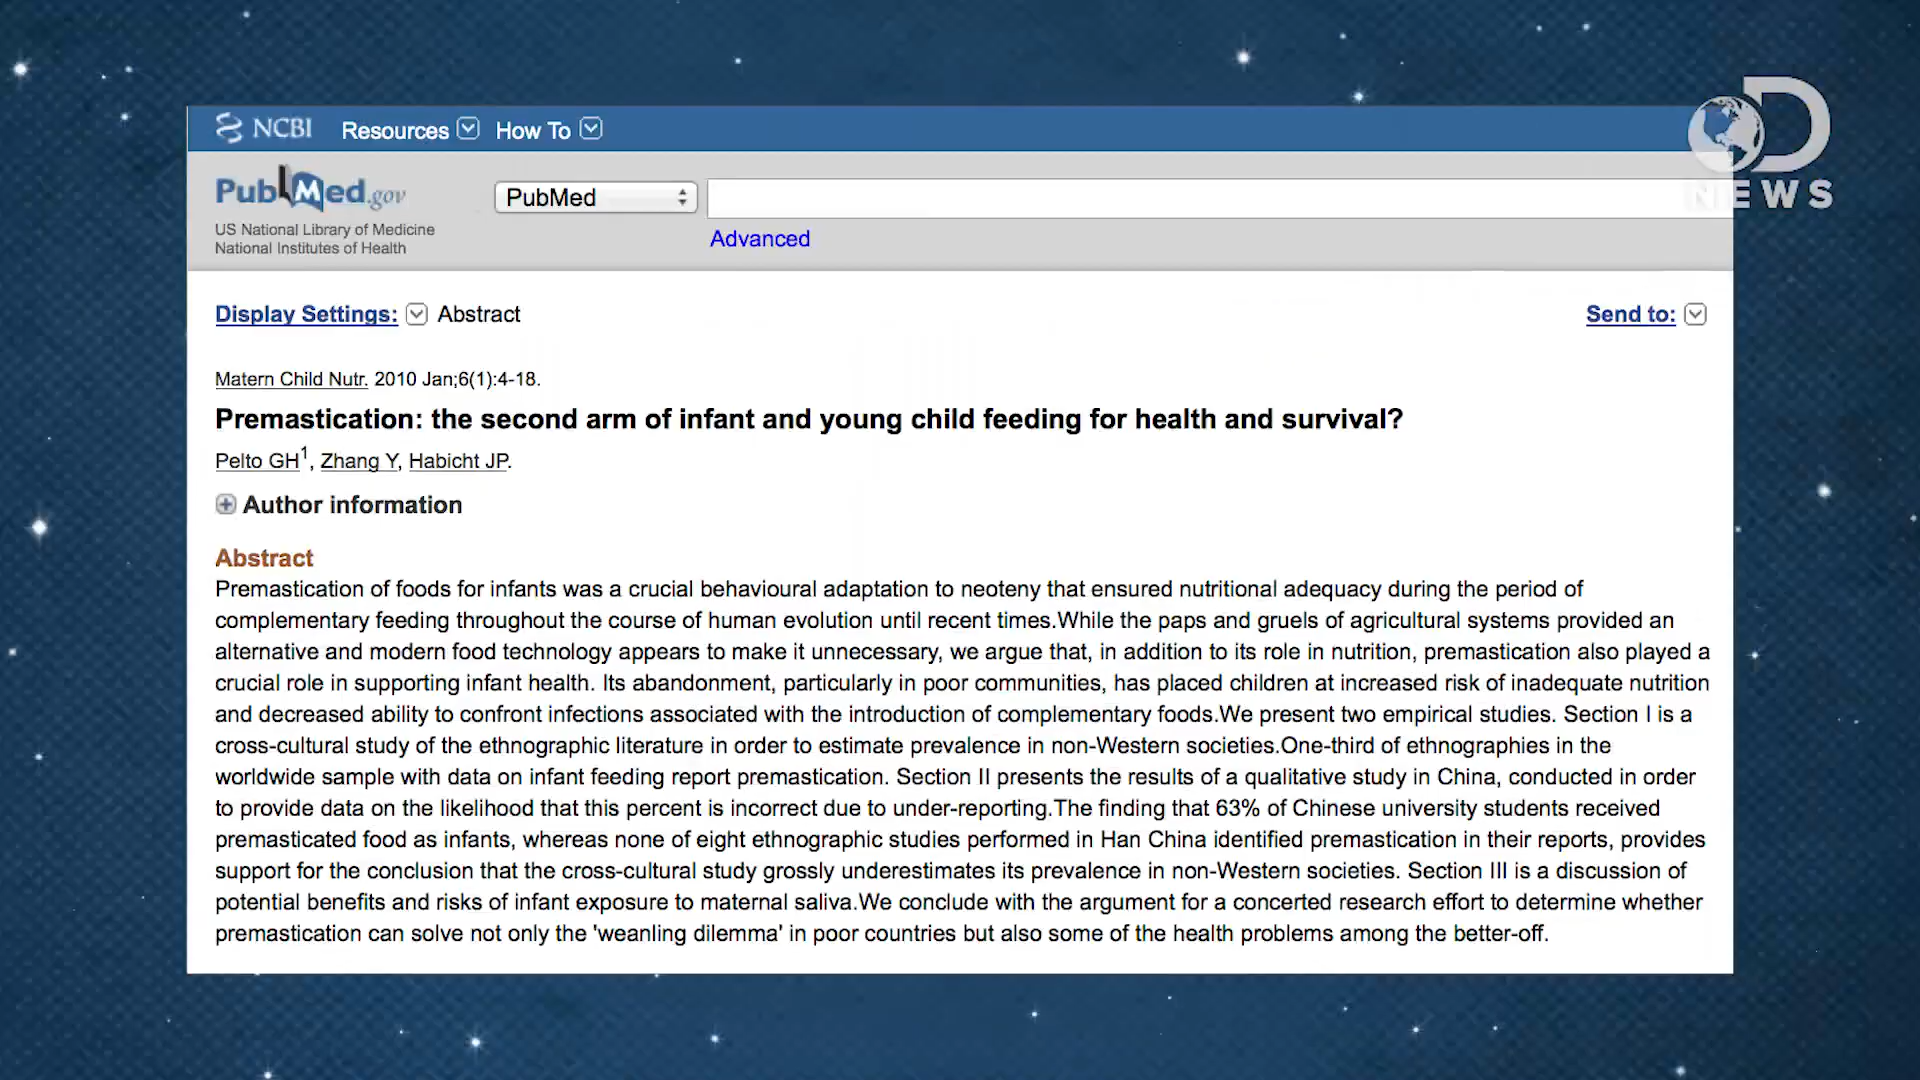 NCBI Resources How To
D
NEWS
PubMed.gov
US National Library of Medicine
National Institutes of Health
PubMed
Advanced
Display Settings: Abstract
Send to:
Matern Child Nutr. 2010 Jan;6(1):4-18.
Premastication: the second arm of infant and young child feeding for health and survival?
Pelto GH1, Zhang Y, Habicht JP.
Author information
Abstract
Premastication of foods for infants was a crucial behavioural adaptation to neoteny that ensured nutritional adequacy during the period of
complementary feeding throughout the course of human evolution until recent times.While the paps and gruels of agricultural systems provided an
alternative and modern food technology appears to make it unnecessary, we argue that, in addition to its role in nutrition, premastication also played a
crucial role in supporting infant health. Its abandonment, particularly in poor communities, has placed children at increased risk of inadequate nutrition
and decreased ability to confront infections associated with the introduction of complementary foods.We present two empirical studies. Section I is a
cross-cultural study of the ethnographic literature in order to estimate prevalence in non-Western societies.One-third of ethnographies in the
worldwide sample with data on infant feeding report premastication. Section II presents the results of a qualitative study in China, conducted in order
to provide data on the likelihood that this percent is incorrect due to under-reporting.The finding that 63% of Chinese university students received
premasticated food as infants, whereas none of eight ethnographic studies performed in Han China identified premastication in their reports, provides
support for the conclusion that the cross-cultural study grossly underestimates its prevalence in non-Western societies. Section III is a discussion of
potential benefits and risks of infant exposure to maternal saliva.We conclude with the argument for a concerted research effort to determine whether
premastication can solve not only the 'weanling dilemma' in poor countries but also some of the health problems among the better-off.